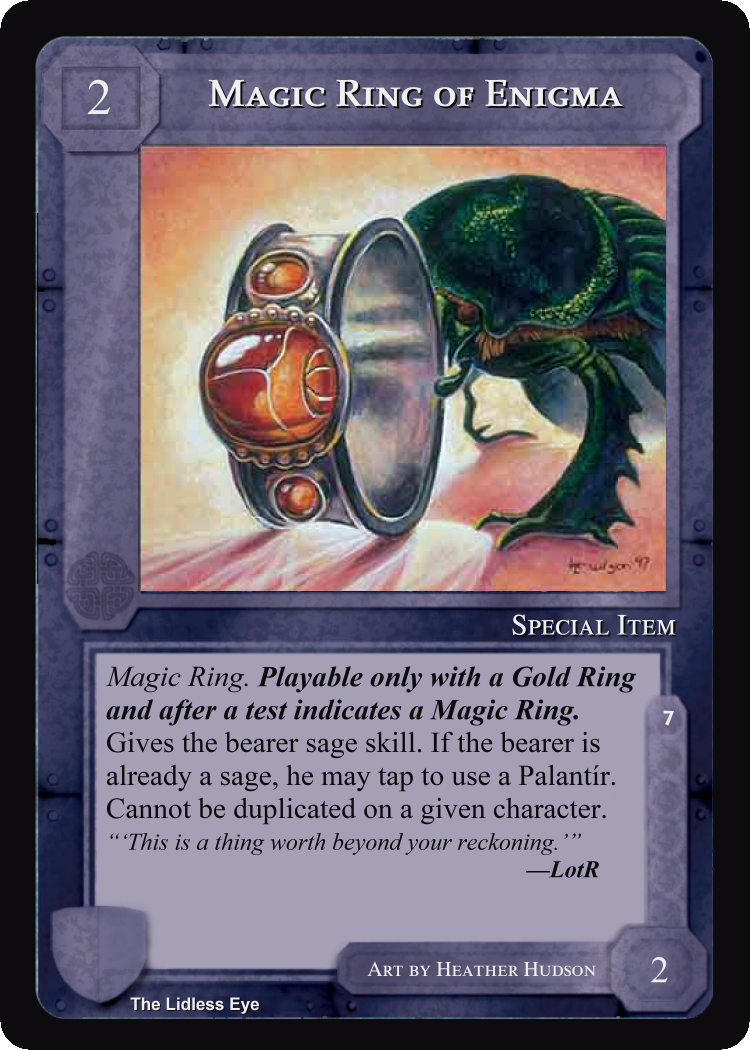 2
Magic Ring of Enigma
Special Item
Magic Ring. Playable only with a Gold Ring
and after a test indicates a Magic Ring.
Gives the bearer sage skill. If the bearer is
already a sage, he may tap to use a Palantír.
Cannot be duplicated on a given character.
“‘This is a thing worth beyond your reckoning.’”
—LotR
7
Art by Heather Hudson
2
The Lidless Eye